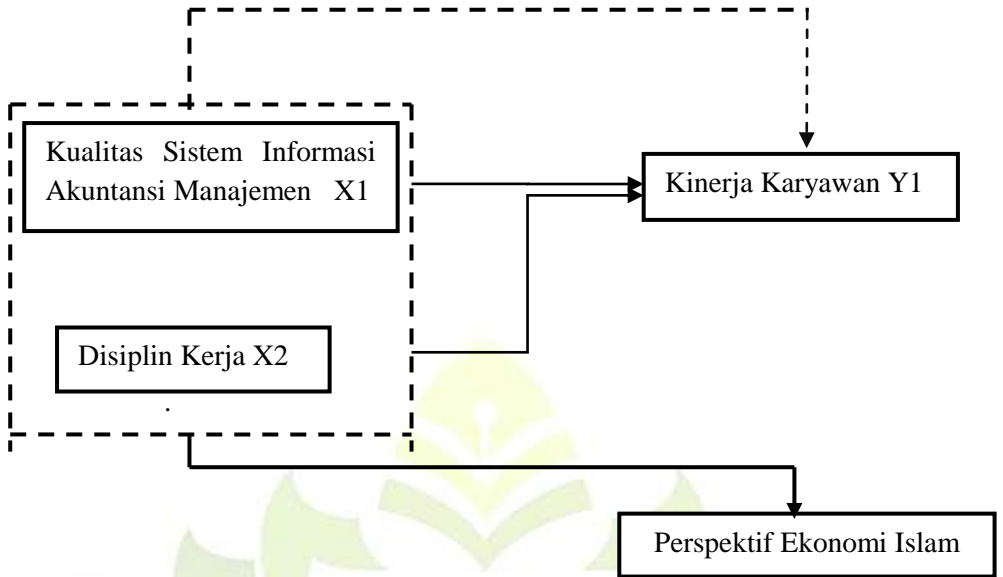 Kualitas Sistem Informasi
Akuntansi Manajemen X1
Kinerja Karyawan Y1
Disiplin Kerja X2
.
Perspektif Ekonomi Islam